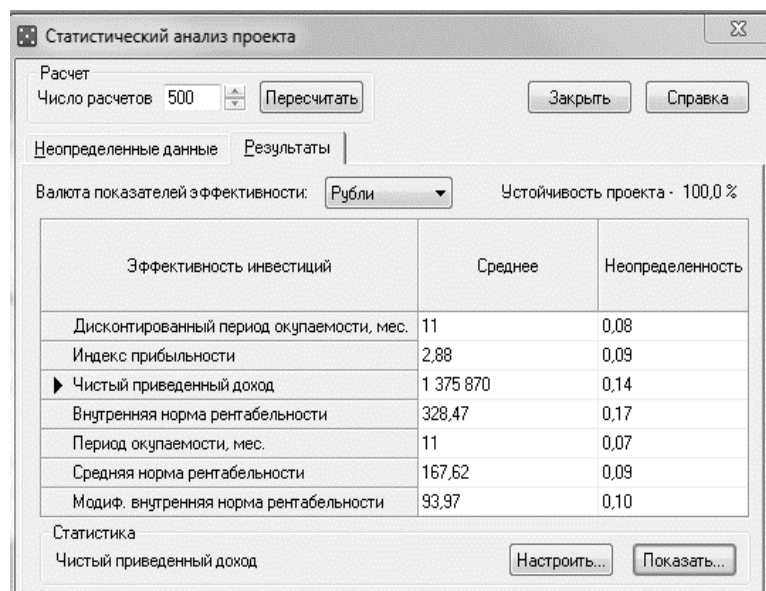 Статистический анализ проекта
Расчет
Число расчетов 500 Пересчитать Закрыть Справка
Неопределенные данные Результаты
Валюта показателей эффективности: Рубли Устойчивость проекта - 100,0 %
Эффективность инвестиций Среднее Неопределенность
Дисконтированный период окупаемости, мес. 11 0,08
Индекс прибыльности 2,88 0,09
Чистый приведенный доход 1 375 870 0,14
Внутренняя норма рентабельности 328,47 0,17
Период окупаемости, мес. 11 0,07
Средняя норма рентабельности 167,62 0,09
Модиф. внутренняя норма рентабельности 93,97 0,10
Статистика
Чистый приведенный доход Настроить... Показать...